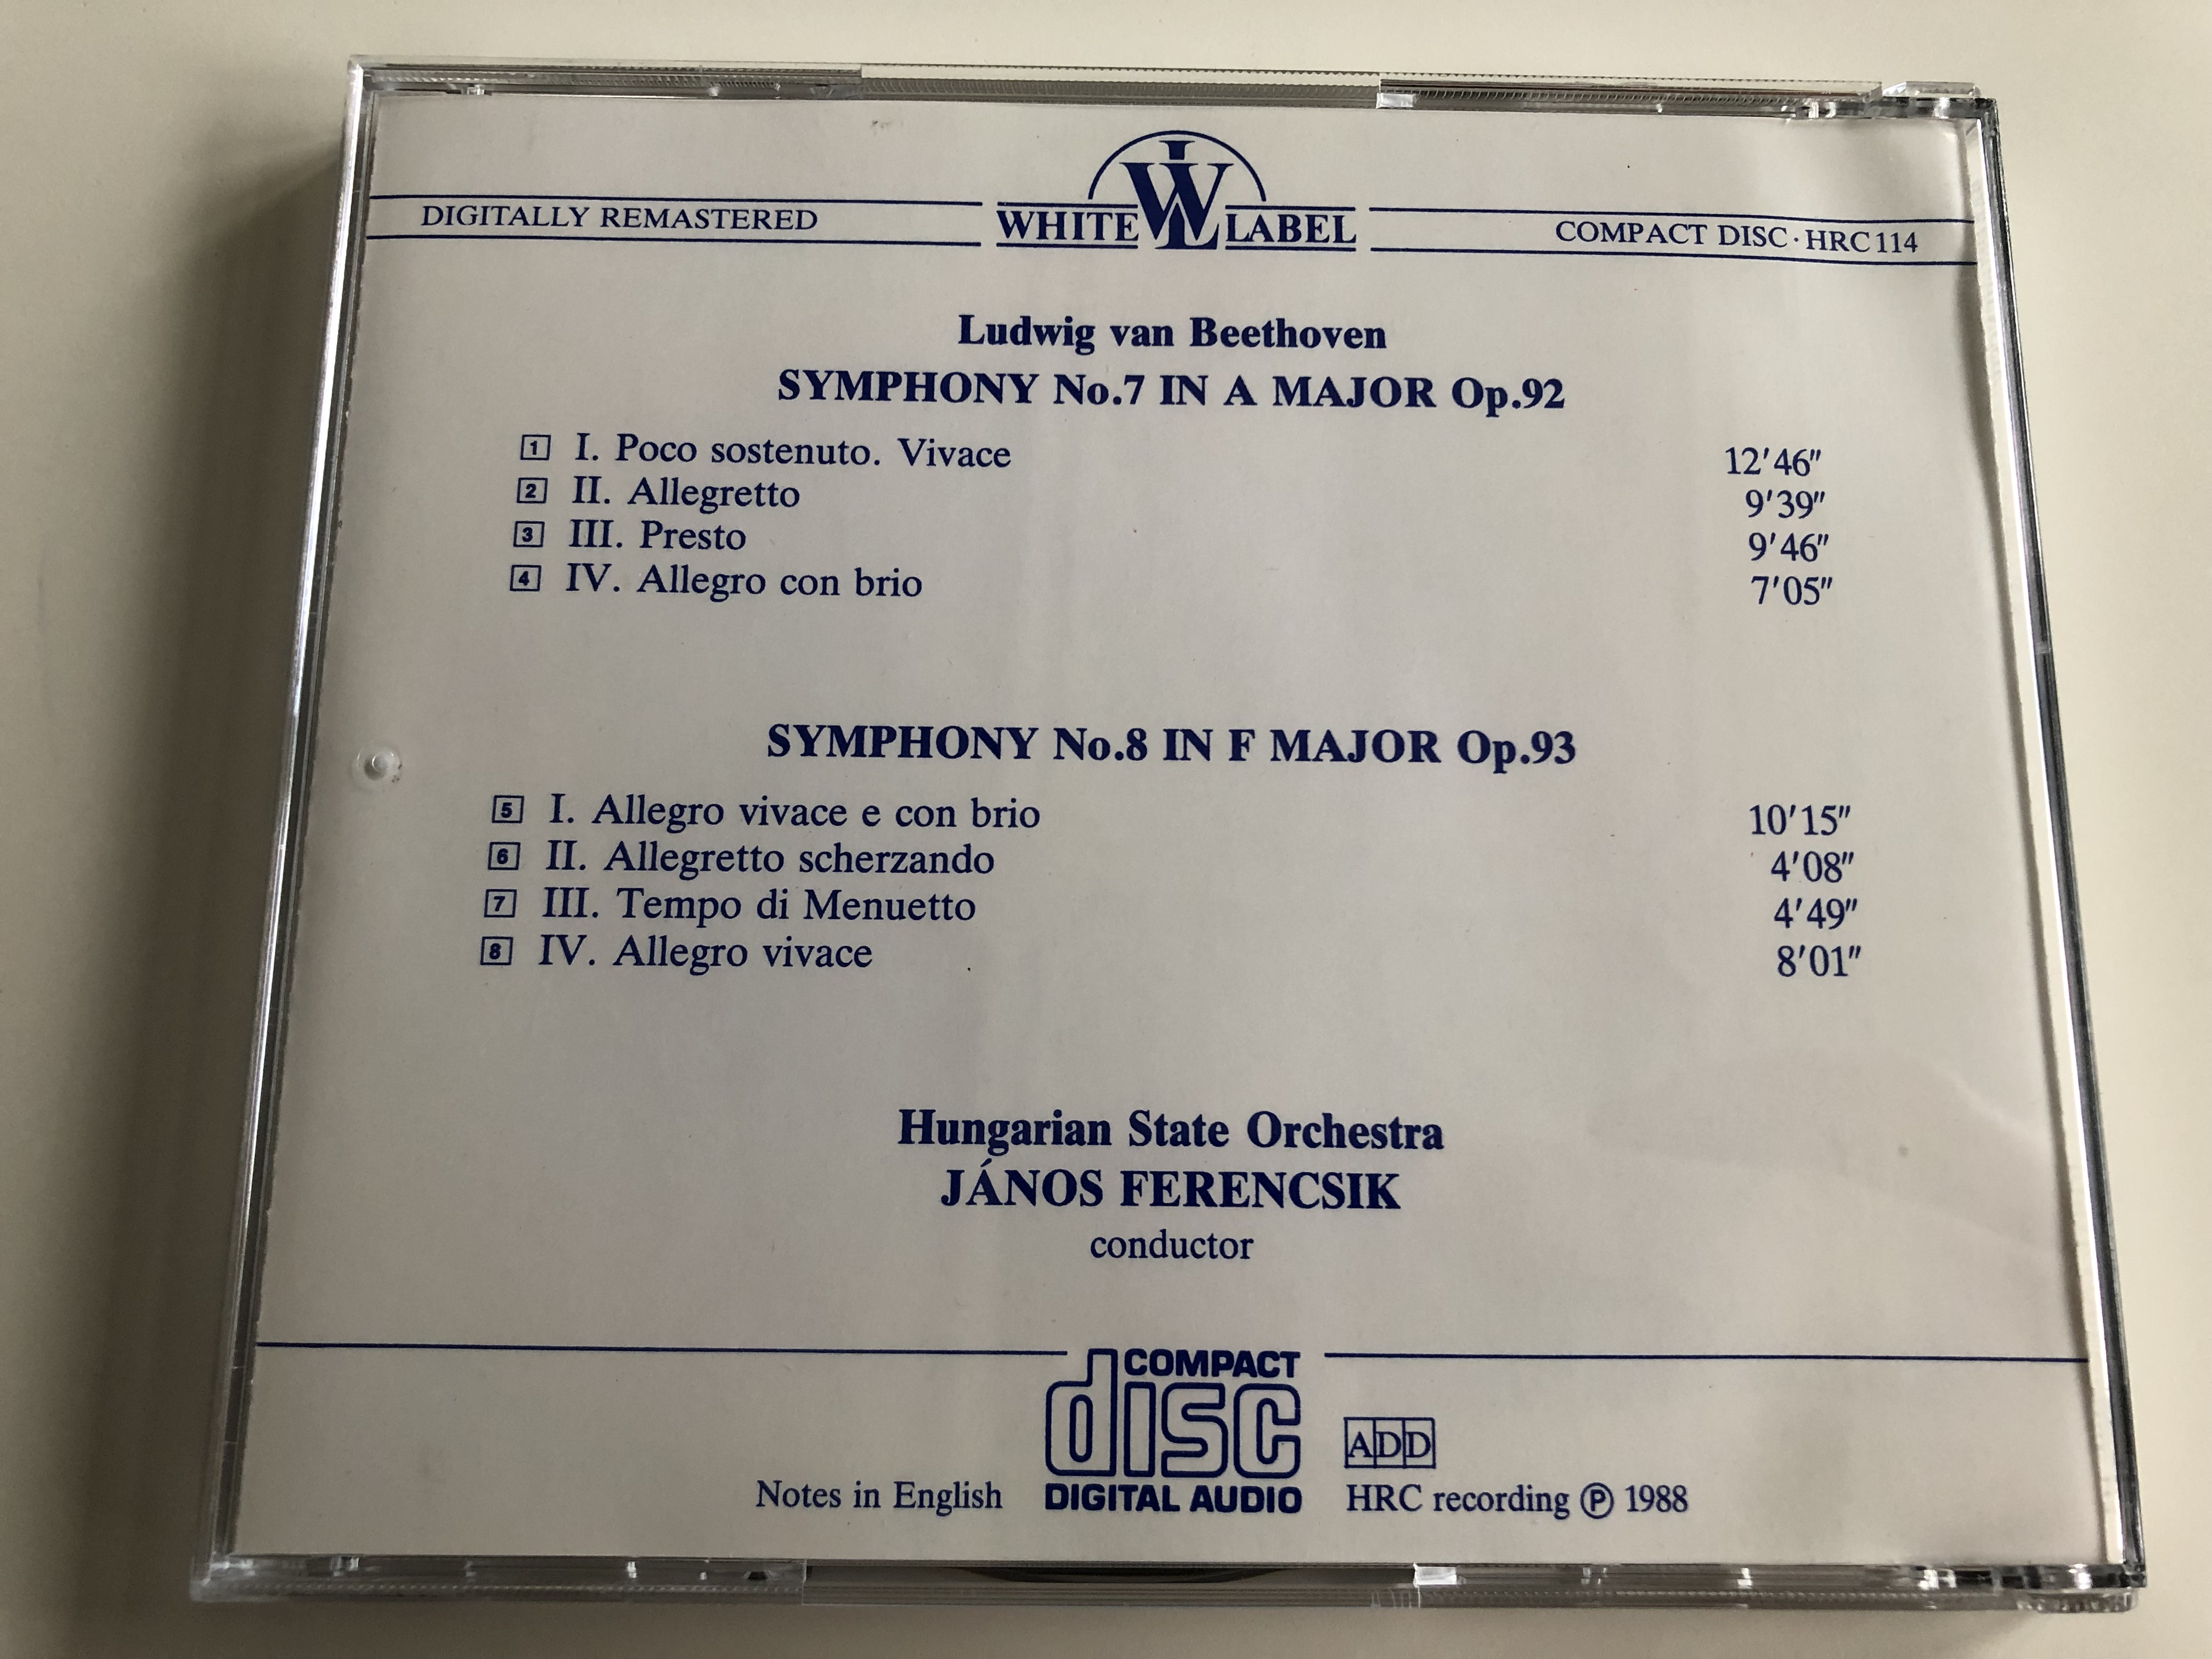 DIGITALLY REMASTERED
WHITE WL LABEL
COMPACT DISC · HRC 114
Ludwig van Beethoven
SYMPHONY No.7 IN A MAJOR Op.92
1 I. Poco sostenuto. Vivace 12'46"
2 II. Allegretto 9'39"
3 III. Presto 9'46"
4 IV. Allegro con brio 7'05"
SYMPHONY No.8 IN F MAJOR Op.93
5 I. Allegro vivace e con brio 10'15"
6 II. Allegretto scherzando 4'08"
7 III. Tempo di Menuetto 4'49"
8 IV. Allegro vivace 8'01"
Hungarian State Orchestra
JÁNOS FERENCSIK
conductor
COMPACT
disc
DIGITAL AUDIO
ADD
Notes in English
HRC recording ℗ 1988